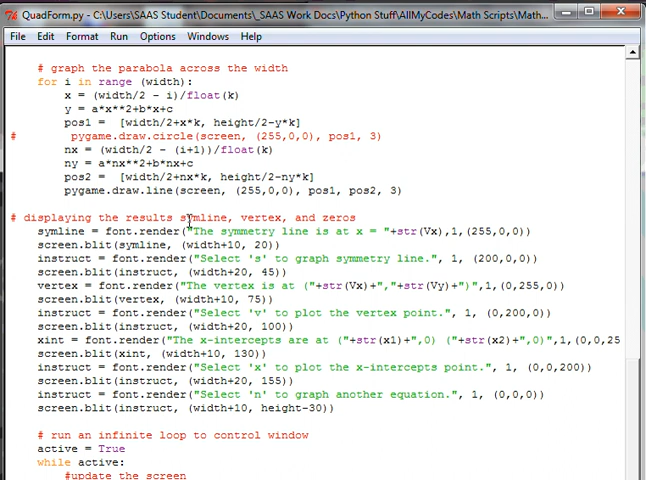 QuadForm.py - C:\Users\SAAS Student\Documents\_SAAS Work Docs\Python Stuff\AllMyCodes\Math Scripts\Math...
File Edit Format Run Options Windows Help
# graph the parabola across the width
for i in range (width):
x = (width/2 - i)/float(k)
y = a*x**2+b*x+c
pos1 =  [width/2+x*k, height/2-y*k]
#       pygame.draw.circle(screen, (255,0,0), pos1, 3)
nx = (width/2 - (i+1))/float(k)
ny = a*nx**2+b*nx+c
pos2 =  [width/2+nx*k, height/2-ny*k]
pygame.draw.line(screen, (255,0,0), pos1, pos2, 3)
# displaying the results symline, vertex, and zeros
symline = font.render("The symmetry line is at x = "+str(Vx),1,(255,0,0))
screen.blit(symline, (width+10, 20))
instruct = font.render("Select 's' to graph symmetry line.", 1, (200,0,0))
screen.blit(instruct, (width+20, 45))
vertex = font.render("The vertex is at ("+str(Vx)+","+str(Vy)+")",1,(0,255,0))
screen.blit(vertex, (width+10, 75))
instruct = font.render("Select 'v' to plot the vertex point.", 1, (0,200,0))
screen.blit(instruct, (width+20, 100))
xint = font.render("The x-intercepts are at ("+str(x1)+",0) ("+str(x2)+",0)",1,(0,0,25
screen.blit(xint, (width+10, 130))
instruct = font.render("Select 'x' to plot the x-intercepts point.", 1, (0,0,200))
screen.blit(instruct, (width+20, 155))
instruct = font.render("Select 'n' to graph another equation.", 1, (0,0,0))
screen.blit(instruct, (width+10, height-30))
# run an infinite loop to control window
active = True
while active:
#update the screen